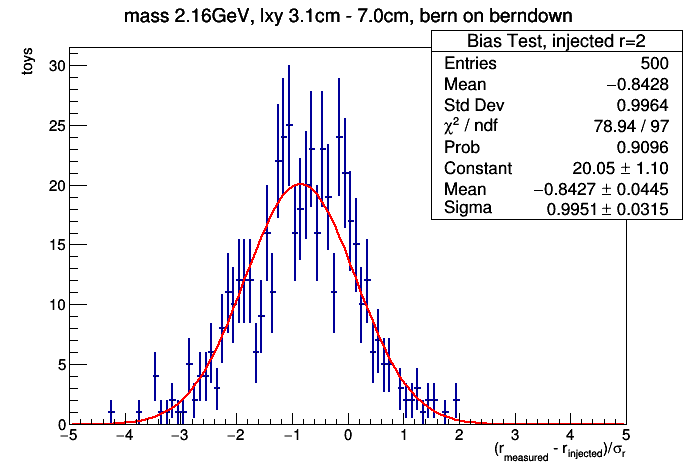 mass 2.16GeV, lxy 3.1cm - 7.0cm, bern on berndown
Bias Test, injected r=2
Entries 500
Mean −0.8428
Std Dev 0.9964
χ² / ndf 78.94 / 97
Prob 0.9096
Constant 20.05 ± 1.10
Mean −0.8427 ± 0.0445
Sigma 0.9951 ± 0.0315
toys
30
25
20
15
10
5
0
−5 −4 −3 −2 −1 0 1 2 3 4 5
(r_measured - r_injected)/σ_r